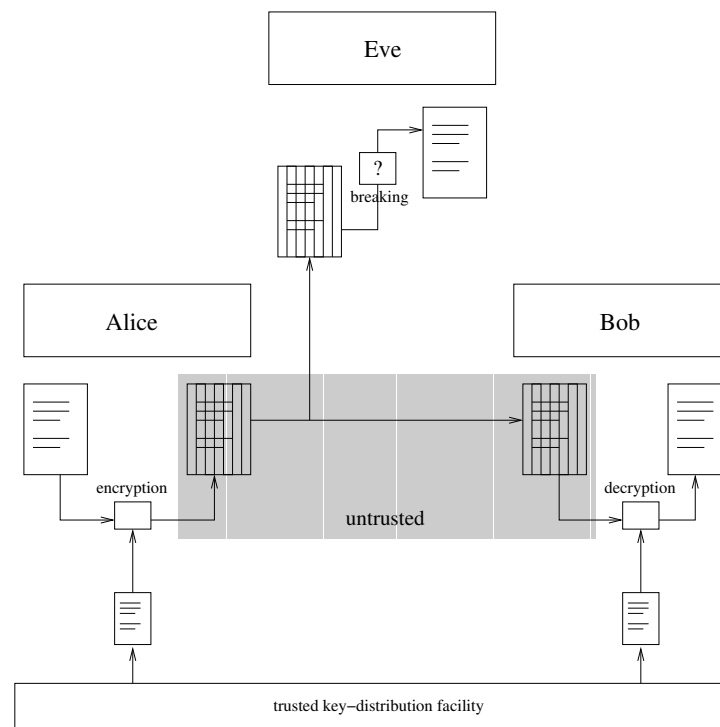 Eve
?
breaking
Alice
Bob
encryption
decryption
untrusted
trusted key−distribution facility